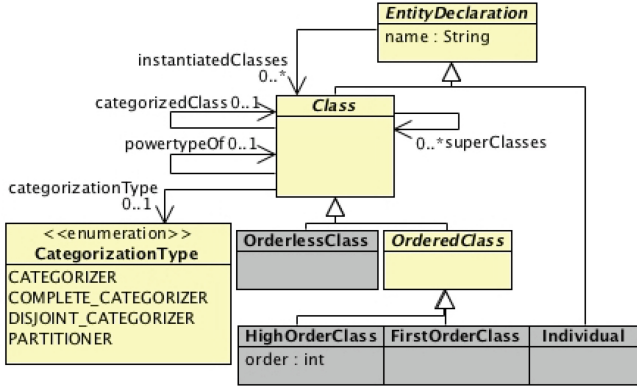 EntityDeclaration
name : String
instantiatedClasses
0..*
categorizedClass 0..1
Class
powertypeOf 0..1
0..* superClasses
categorizationType
0..1
<<enumeration>>
CategorizationType
CATEGORIZER
COMPLETE_CATEGORIZER
DISJOINT_CATEGORIZER
PARTITIONER
OrderlessClass
OrderedClass
HighOrderClass
order : int
FirstOrderClass
Individual